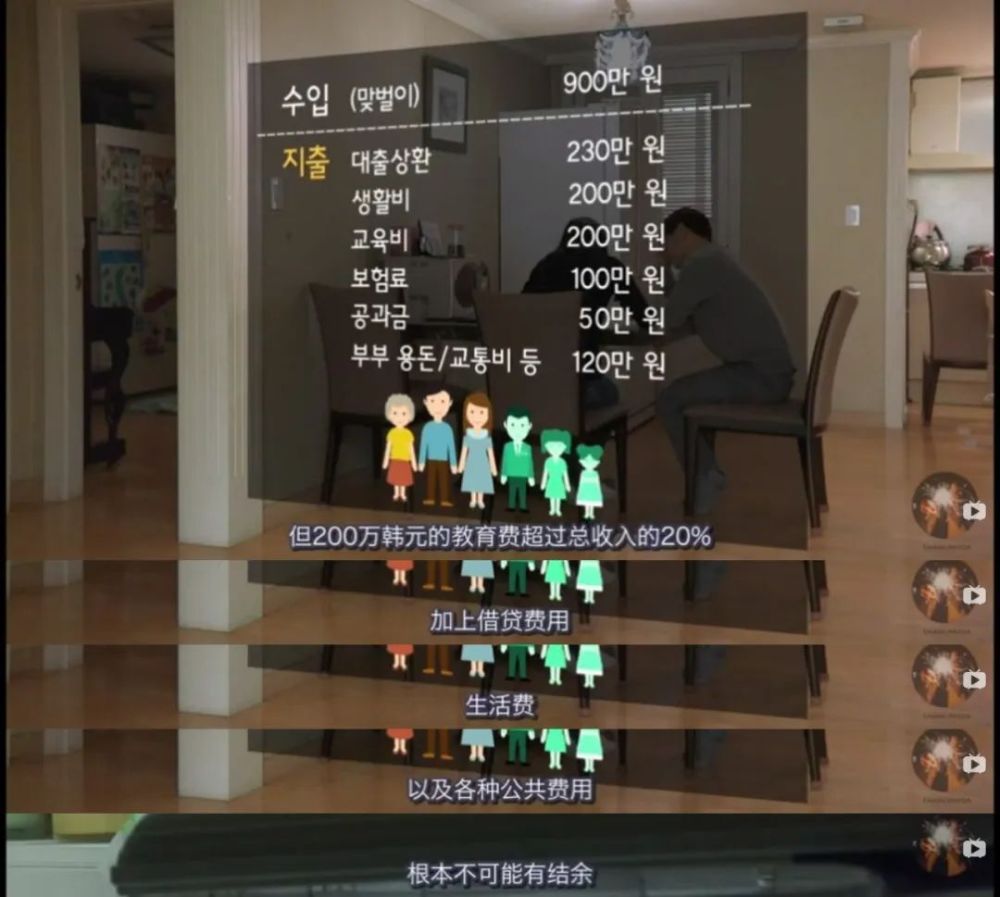 수입 (맞벌이) 900만 원
지출 대출상환 230만 원
생활비 200만 원
교육비 200만 원
보험료 100만 원
공과금 50만 원
부부 용돈/교통비 등 120만 원
但200万韩元的教育费超过总收入的20%
加上借贷费用
生活费
以及各种公共费用
根本不可能有结余